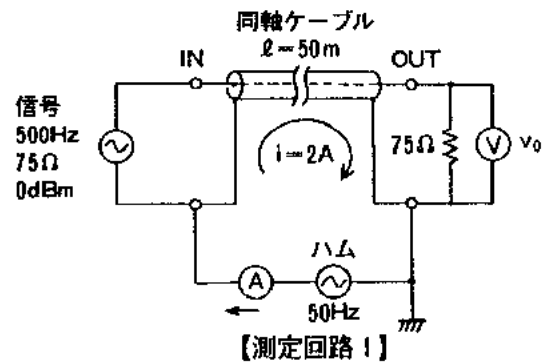 同軸ケーブル
ℓ=50m
IN
OUT
信号
500Hz
75Ω
0dBm
i=2A
75Ω
V
v₀
A
ハム
50Hz
【測定回路1】